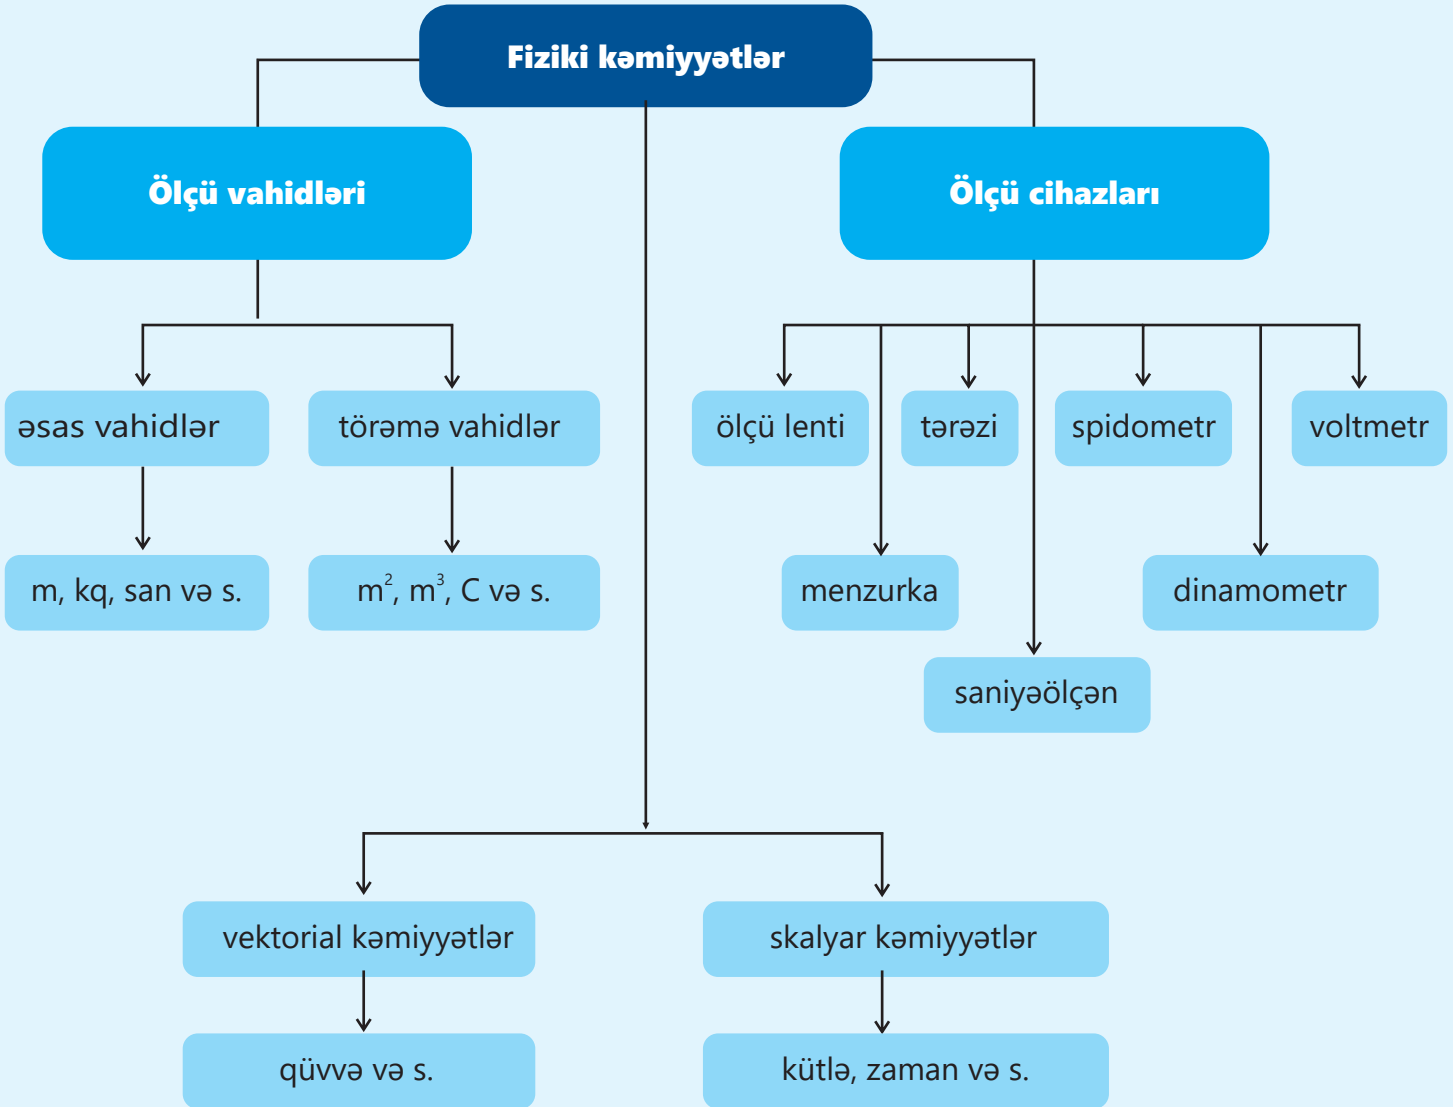 Fiziki kəmiyyətlər
Ölçü vahidləri
Ölçü cihazları
əsas vahidlər
törəmə vahidlər
ölçü lenti
tərəzi
spidometr
voltmetr
m, kq, san və s.
m², m³, C və s.
menzurka
dinamometr
saniyəölçən
vektorial kəmiyyətlər
skalyar kəmiyyətlər
qüvvə və s.
kütlə, zaman və s.